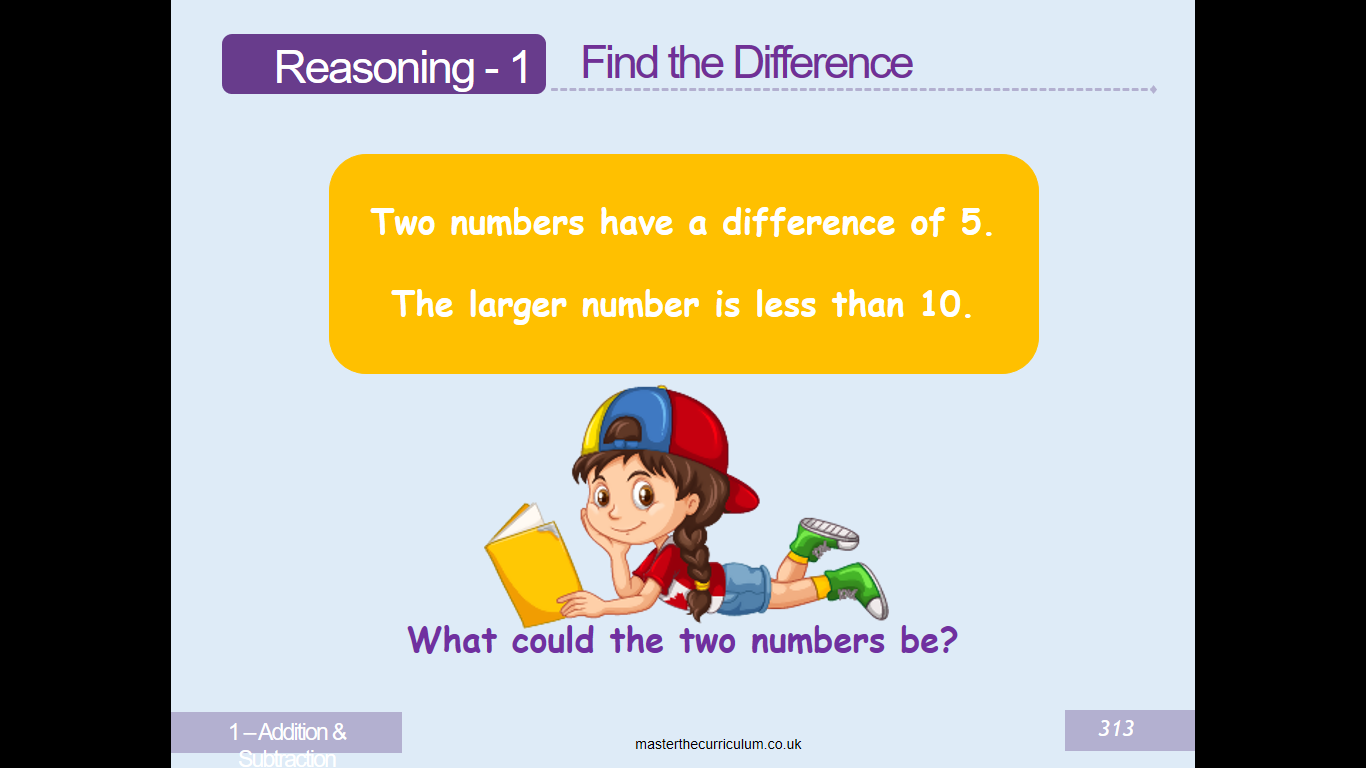 Reasoning - 1
Find the Difference
Two numbers have a difference of 5.
The larger number is less than 10.
What could the two numbers be?
1 – Addition &
Subtraction
masterthecurriculum.co.uk
313